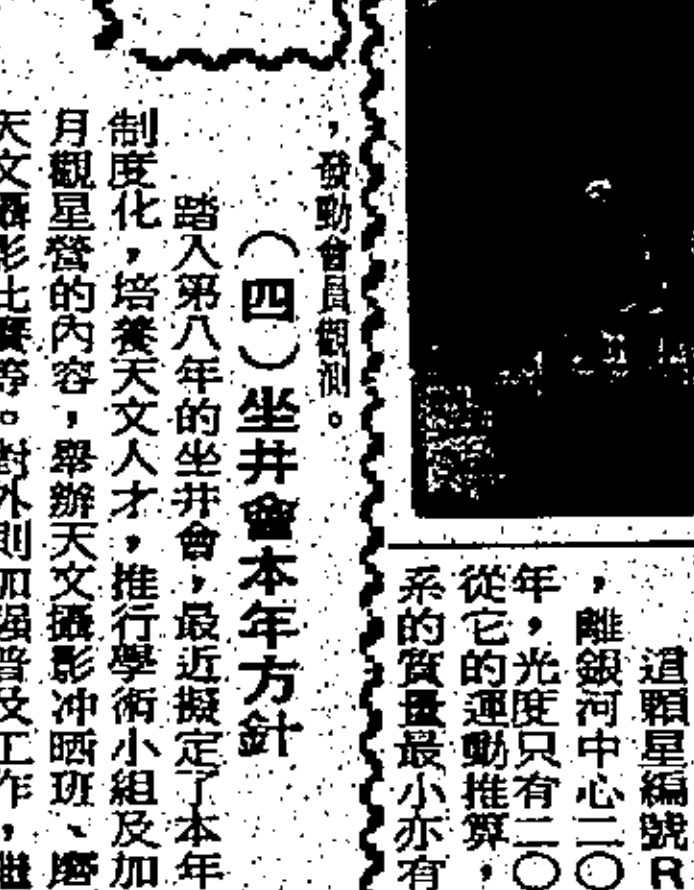 ，發動會員觀測。
（四）坐井會本年方針
踏入第八年的坐井會，最近擬定了本年
制度化，培養天文人才，推行學術小組及加
月觀星營的內容，舉辦天文攝影冲晒班、磨
天文攝影比賽等。對外則加强普及工作，繼
這顆星編號R
，離銀河中心二〇
年，光度只有二〇
從它的運動推算，
系的質量最小亦有